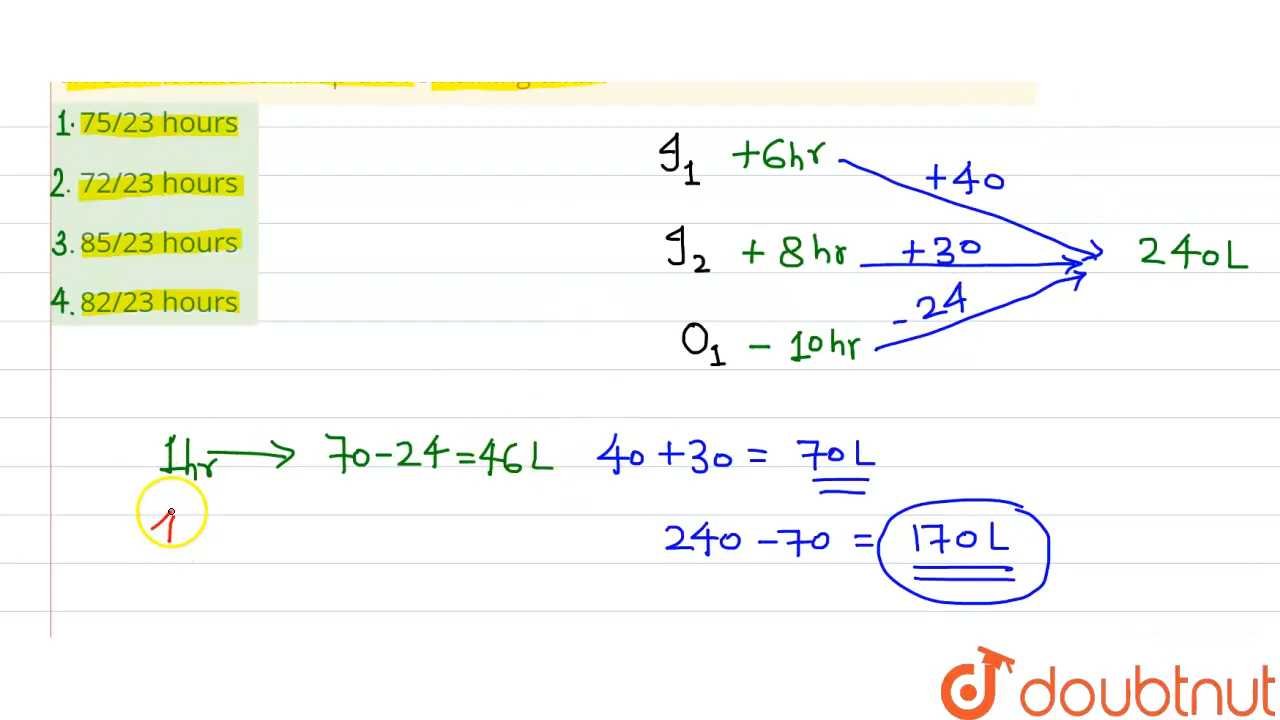 1. 75/23 hours
2. 72/23 hours
3. 85/23 hours
4. 82/23 hours
I1 +6hr
+40
I2 + 8hr
+30
240L
O1 - 10hr
-24
1hr → 70-24=46L
40+30= 70L
1
240-70 = 170L
doubtnut